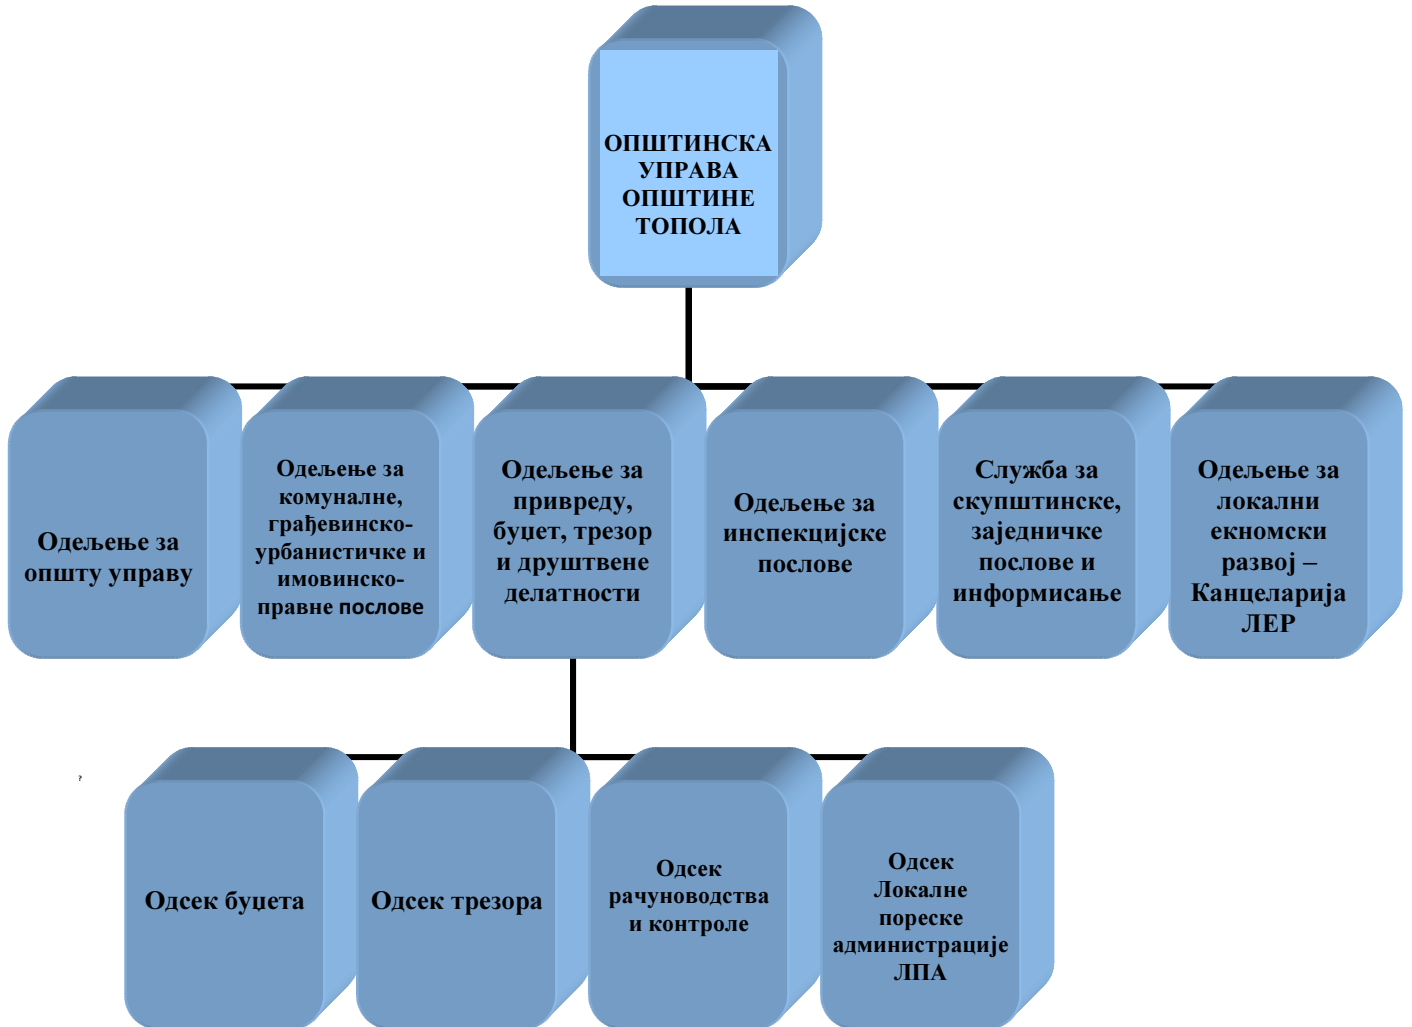 ОПШТИНСКА
УПРАВА
ОПШТИНЕ
ТОПОЛА
Одељење за
општу управу
Одељење за
комуналне,
грађевинско-
урбанистичке и
имовинско-
правне послове
Одељење за
привреду,
буџет, трезор
и друштвене
делатности
Одељење за
инспекцијске
послове
Служба за
скупштинске,
заједничке
послове и
информисање
Одељење за
локални
екномски
развој –
Канцеларија
ЛЕР
?
Одсек буџета
Одсек трезора
Одсек
рачуноводства
и контроле
Одсек
Локалне
пореске
администрације
ЛПА